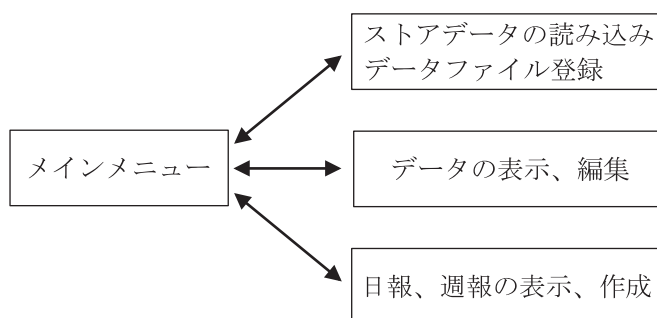 ストアデータの読み込み
データファイル登録
メインメニュー
データの表示、編集
日報、週報の表示、作成